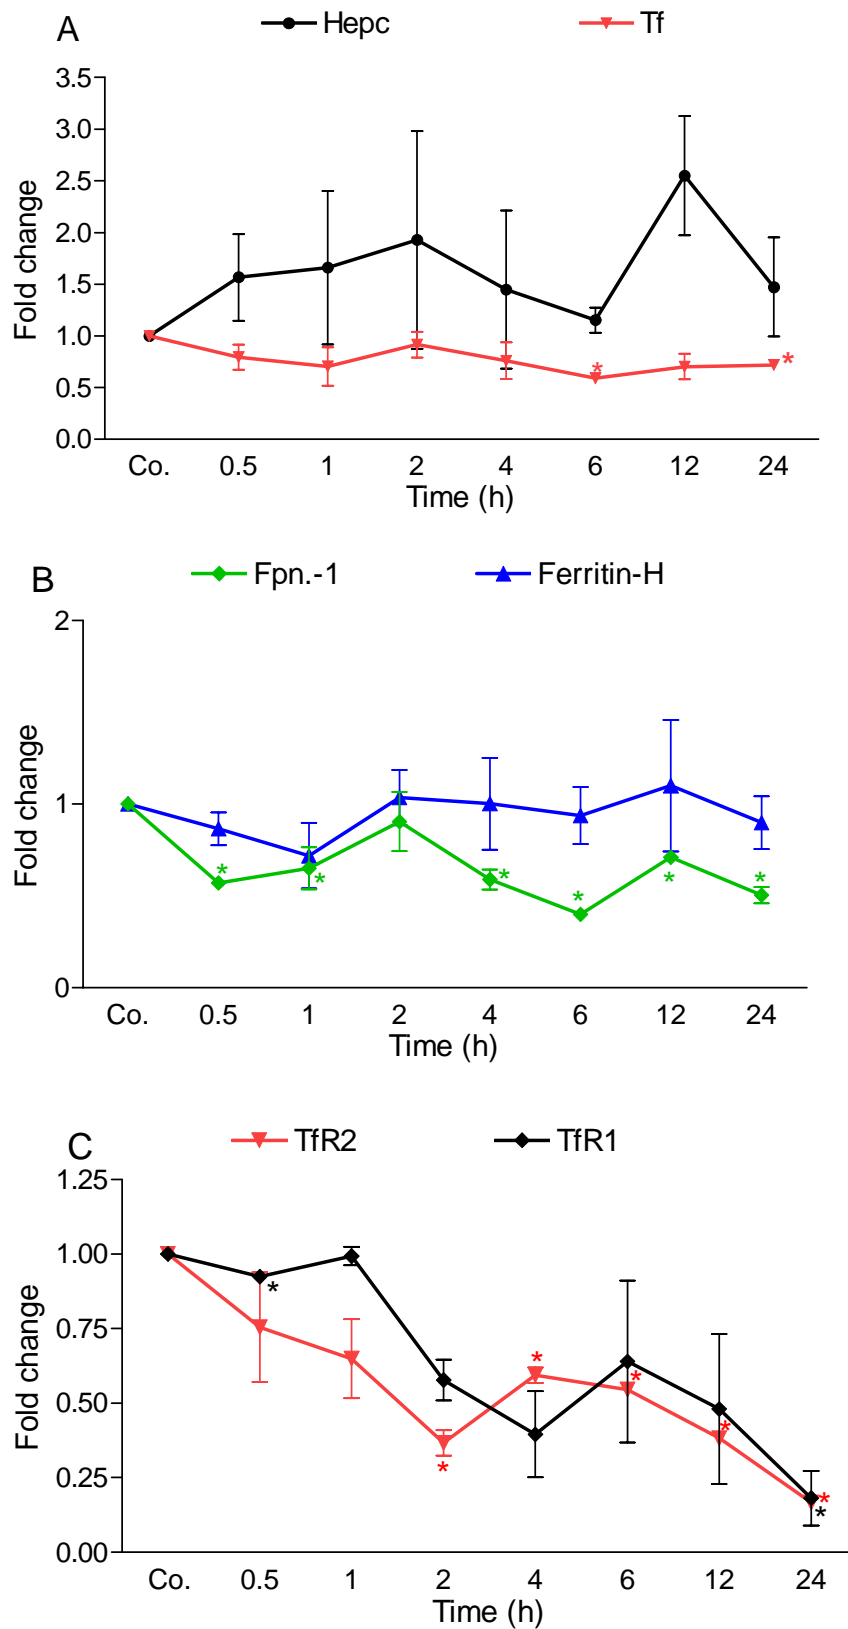 A
Hepc Tf
3.5
3.0
2.5
2.0
1.5
1.0
0.5
0.0
Fold change
*
*
Co. 0.5 1 2 4 6 12 24
Time (h)
B
Fpn.-1 Ferritin-H
2
1
0
Fold change
* * * * * *
Co. 0.5 1 2 4 6 12 24
Time (h)
C
TfR2 TfR1
1.25
1.00
0.75
0.50
0.25
0.00
Fold change
* * * * * * *
Co. 0.5 1 2 4 6 12 24
Time (h)